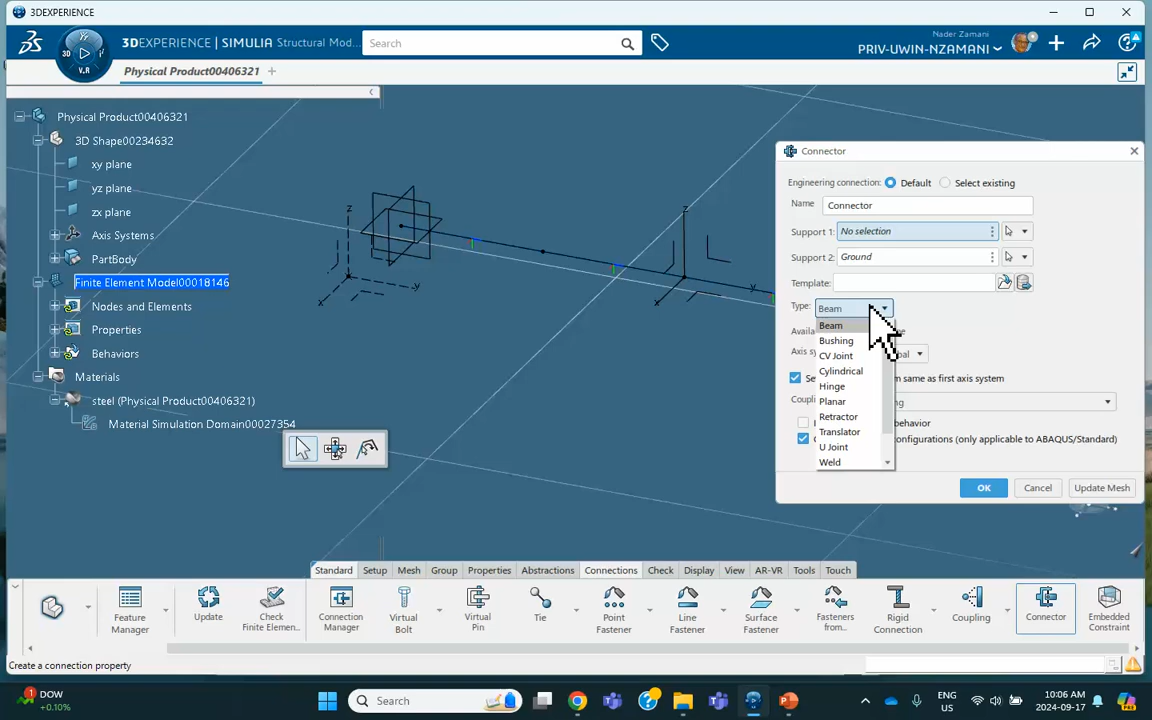 3DEXPERIENCE
3DEXPERIENCE | SIMULIA Structural Mod...
Search
Nader Zamani
PRIV-UWIN-NZAMANI
3D
V.R
Physical Product00406321
Physical Product00406321
3D Shape00234632
xy plane
yz plane
zx plane
Axis Systems
PartBody
Finite Element Model00018146
Nodes and Elements
Properties
Behaviors
Materials
steel (Physical Product00406321)
Material Simulation Domain00027354
z
y
x
z
y
x
Connector
Engineering connection:
Default
Select existing
Name
Connector
Support 1:
No selection
Support 2:
Ground
Template:
Type:
Beam
Beam
Bushing
CV Joint
Cylindrical
Hinge
Planar
Retractor
Translator
U Joint
Weld
m same as first axis system
behavior
onfigurations (only applicable to ABAQUS/Standard)
OK
Cancel
Update Mesh
Standard
Setup
Mesh
Group
Properties
Abstractions
Connections
Check
Display
View
AR-VR
Tools
Touch
Feature Manager
Update
Check Finite Elemen...
Connection Manager
Virtual Bolt
Virtual Pin
Tie
Point Fastener
Line Fastener
Surface Fastener
Fasteners from...
Rigid Connection
Coupling
Connector
Embedded Constraint
Create a connection property
DOW
+0.10%
Search
ENG
US
10:06 AM
2024-09-17